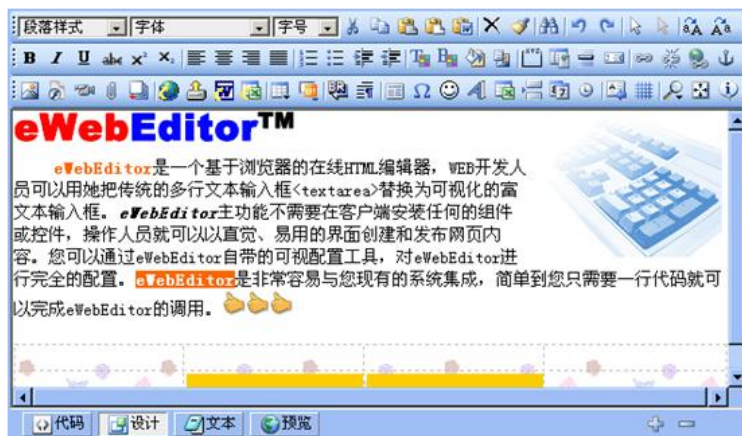 段落样式 字体 字号
B I U abc x² x₂
eWebEditor™
eWebEditor是一个基于浏览器的在线HTML编辑器，WEB开发人
员可以用她把传统的多行文本输入框<textarea>替换为可视化的富
文本输入框。eWebEditor主功能不需要在客户端安装任何的组件
或控件，操作人员就可以以直觉、易用的界面创建和发布网页内
容。您可以通过eWebEditor自带的可视配置工具，对eWebEditor进
行完全的配置。eWebEditor是非常容易与您现有的系统集成，简单到您只需要一行代码就可
以完成eWebEditor的调用。
代码 设计 文本 预览